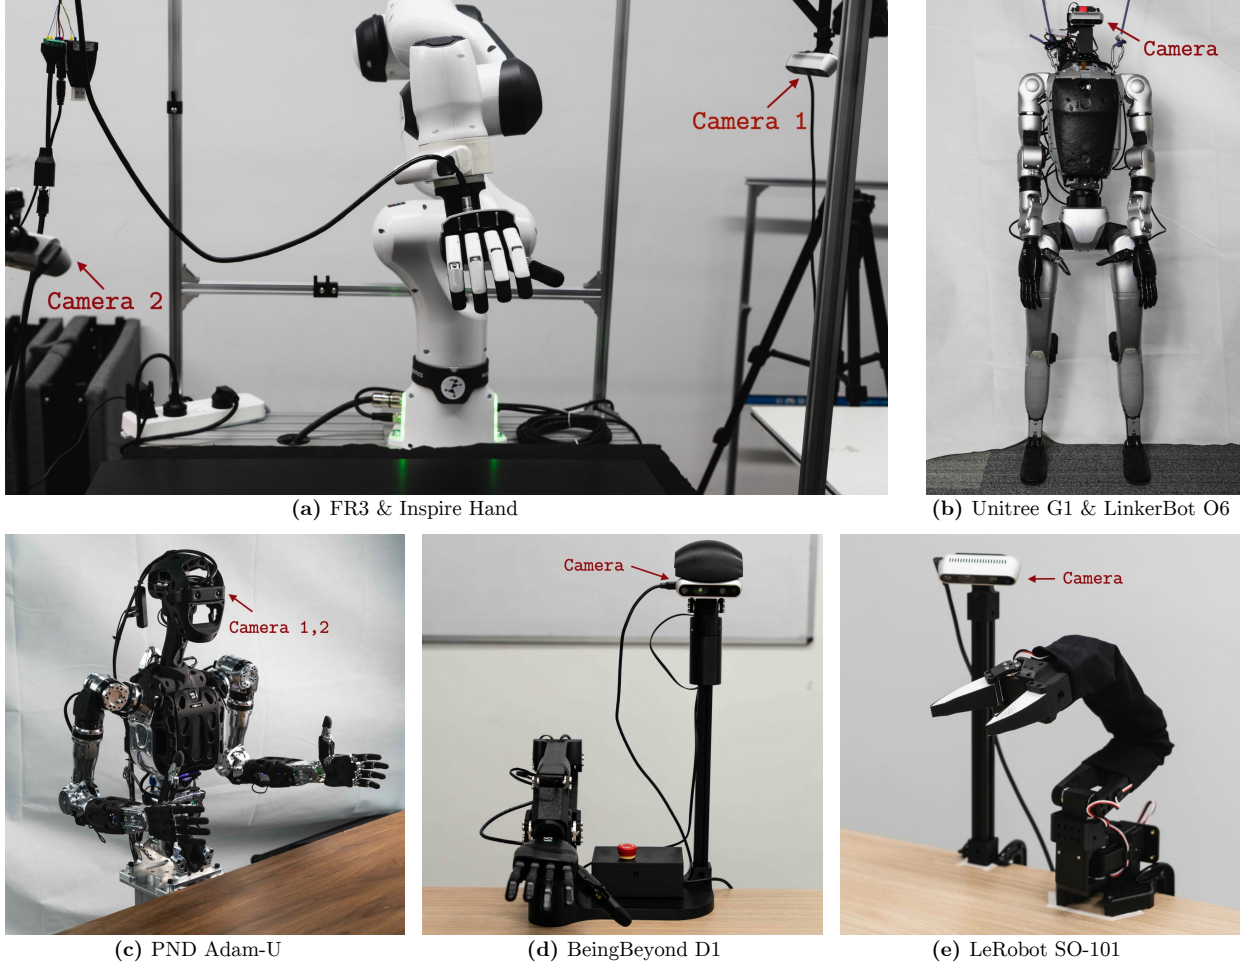 Camera 1
Camera 2
(a) FR3 & Inspire Hand
Camera
(b) Unitree G1 & LinkerBot O6
Camera 1,2
(c) PND Adam-U
Camera
(d) BeingBeyond D1
Camera
(e) LeRobot SO-101